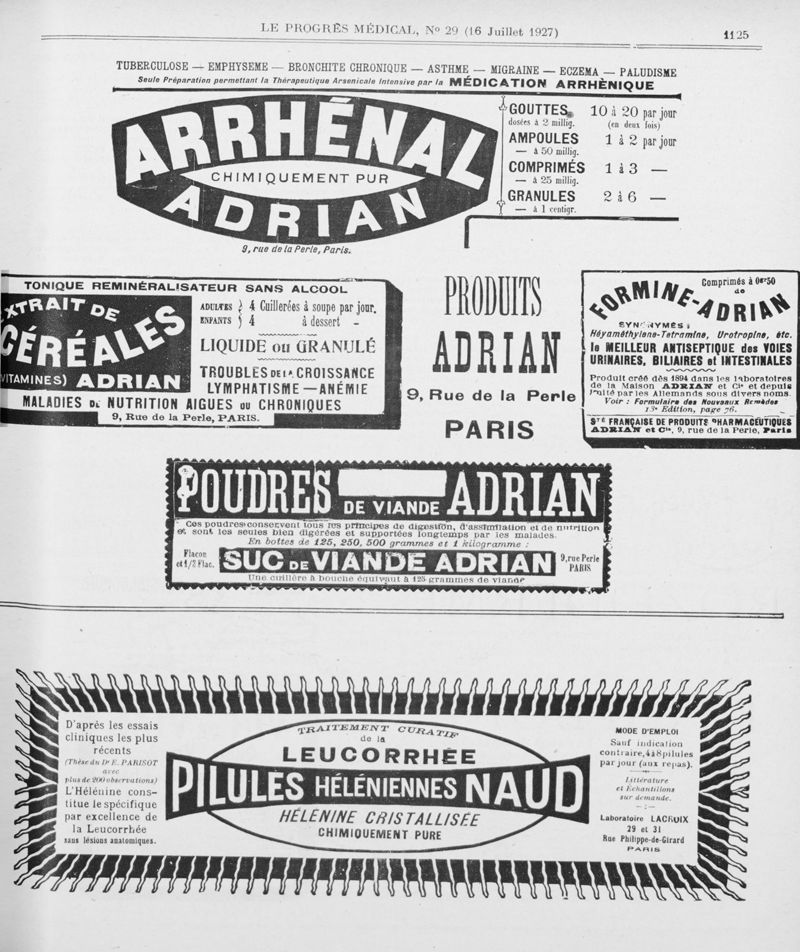 LE PROGRÈS MÉDICAL, No 29 (16 Juillet 1927)
1125
TUBERCULOSE — EMPHYSEME — BRONCHITE CHRONIQUE — ASTHME — MIGRAINE — ECZEMA — PALUDISME
Seule Préparation permettant la Thérapeutique Arsenicale Intensive par la MÉDICATION ARRHÈNIQUE
ARRHÉNAL
CHIMIQUEMENT PUR
ADRIAN
9, rue de la Perle, Paris.
GOUTTES 10 à 20 par jour
dosées à 2 millig. (en deux fois)
AMPOULES 1 à 2 par jour
— à 50 millig.
COMPRIMÉS 1 à 3 —
— à 25 millig.
GRANULES 2 à 6 —
— à 1 centigr.
TONIQUE REMINÉRALISATEUR SANS ALCOOL
XTRAIT DE
CÉRÉALES
VITAMINES) ADRIAN
ADULTES 4 Cuillerées à soupe par jour.
ENFANTS 4 à dessert –
LIQUIDE ou GRANULÉ
TROUBLES DE LA CROISSANCE
LYMPHATISME — ANÉMIE
MALADIES DE NUTRITION AIGUES OU CHRONIQUES
9, Rue de la Perle, PARIS.
PRODUITS
ADRIAN
9, Rue de la Perle
PARIS
Comprimés à 0gr50
de
FORMINE-ADRIAN
SYNONYMES :
Héxaméthylene-Tetramine, Urotropine, etc.
le MEILLEUR ANTISEPTIQUE des VOIES
URINAIRES, BILIAIRES et INTESTINALES
Produit créé dès 1894 dans les laboratoires
de la Maison ADRIAN et Cie et depuis
imité par les Allemands sous divers noms.
Voir : Formulaire des Nouveaux Remèdes
13e Edition, page 76.
STÉ FRANÇAISE DE PRODUITS PHARMACEUTIQUES
ADRIAN et Cie, 9, rue de la Perle, Paris
POUDRES DE VIANDE ADRIAN
Ces poudres conservent tous les principes de digestion, d'assimilation et de nutrition
et sont les seules bien digérées et supportées longtemps par les malades.
En boîtes de 125, 250, 500 grammes et 1 kilogramme :
Flacon
et 1/2 Flac.
SUC DE VIANDE ADRIAN
9, rue Perle
PARIS
Une cuillère à bouche équivaut à 125 grammes de viande
D'après les essais
cliniques les plus
récents
(Thèse du Dr E. PARISOT
avec
plus de 200 observations)
L'Hélénine cons-
titue le spécifique
par excellence de
la Leucorrhée
sans lésions anatomiques.
TRAITEMENT CURATIF
de la
LEUCORRHÉE
PILULES HÉLÉNIENNES NAUD
HÉLENINE CRISTALLISÉE
CHIMIQUEMENT PURE
MODE D'EMPLOI
Sauf indication
contraire, 4 à 8 pilules
par jour (aux repas).
Littérature
et Echantillons
sur demande.
Laboratoire LACROIX
29 et 31
Rue Philippe-de-Girard
PARIS